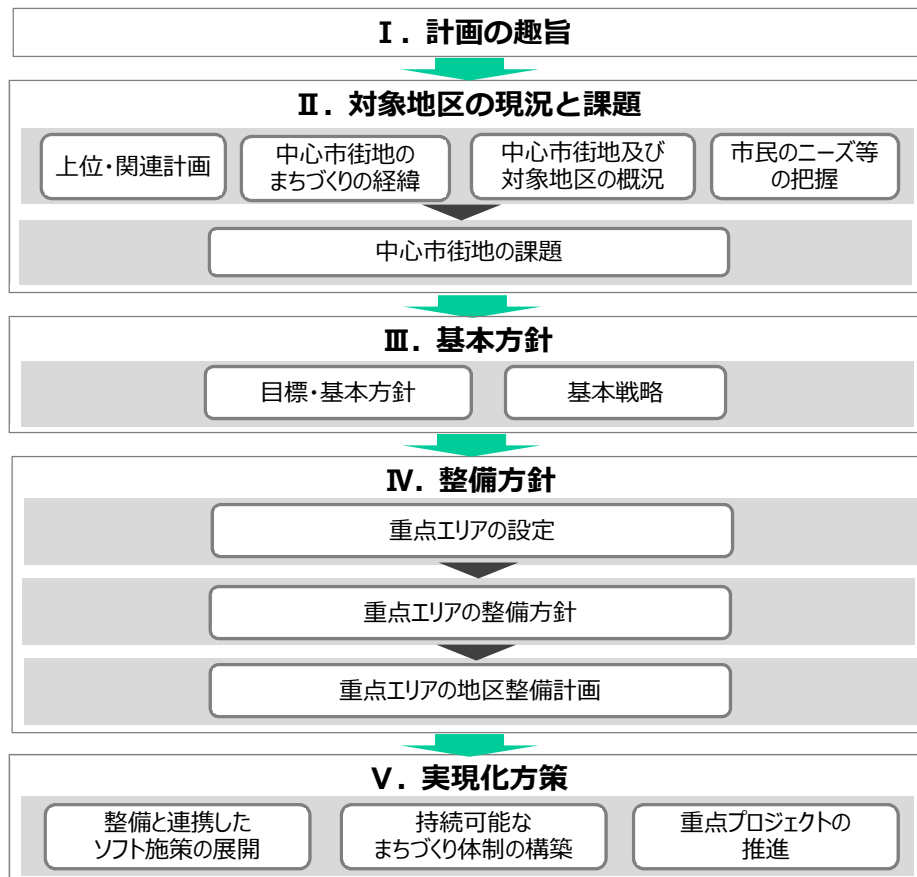 Ⅰ. 計画の趣旨
Ⅱ. 対象地区の現況と課題
上位・関連計画
中心市街地の
まちづくりの経緯
中心市街地及び
対象地区の概況
市民のニーズ等
の把握
中心市街地の課題
Ⅲ. 基本方針
目標・基本方針
基本戦略
Ⅳ. 整備方針
重点エリアの設定
重点エリアの整備方針
重点エリアの地区整備計画
Ⅴ. 実現化方策
整備と連携した
ソフト施策の展開
持続可能な
まちづくり体制の構築
重点プロジェクトの
推進